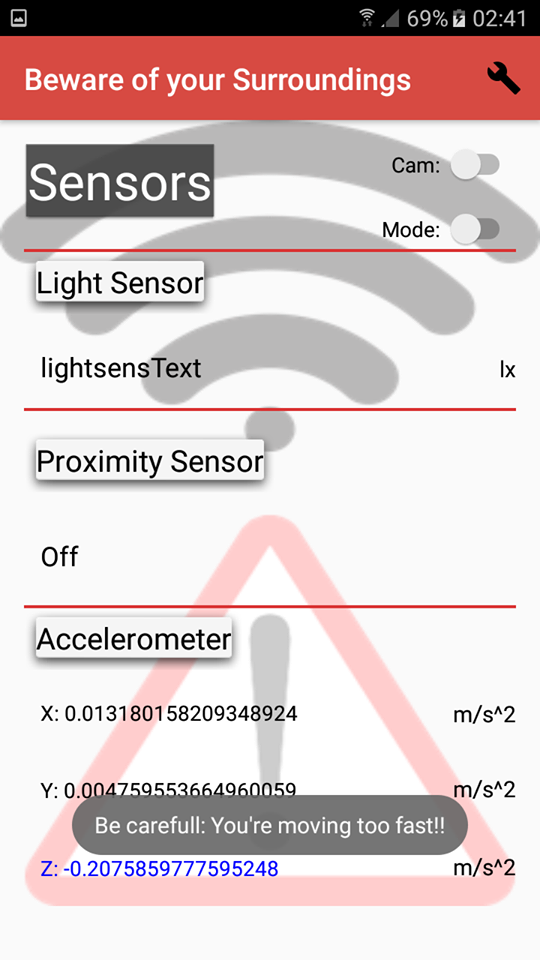 69% 02:41
Beware of your Surroundings
Sensors
Cam:
Mode:
Light Sensor
lightsensText lx
Proximity Sensor
Off
Accelerometer
X: 0.013180158209348924 m/s^2
Y: 0.004759553664960059 m/s^2
Be carefull: You're moving too fast!!
Z: -0.2075859777595248 m/s^2